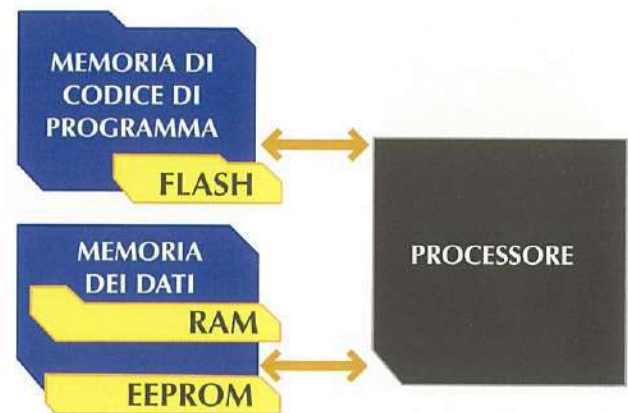 MEMORIA DI
CODICE DI
PROGRAMMA
FLASH
MEMORIA
DEI DATI
RAM
EEPROM
PROCESSORE